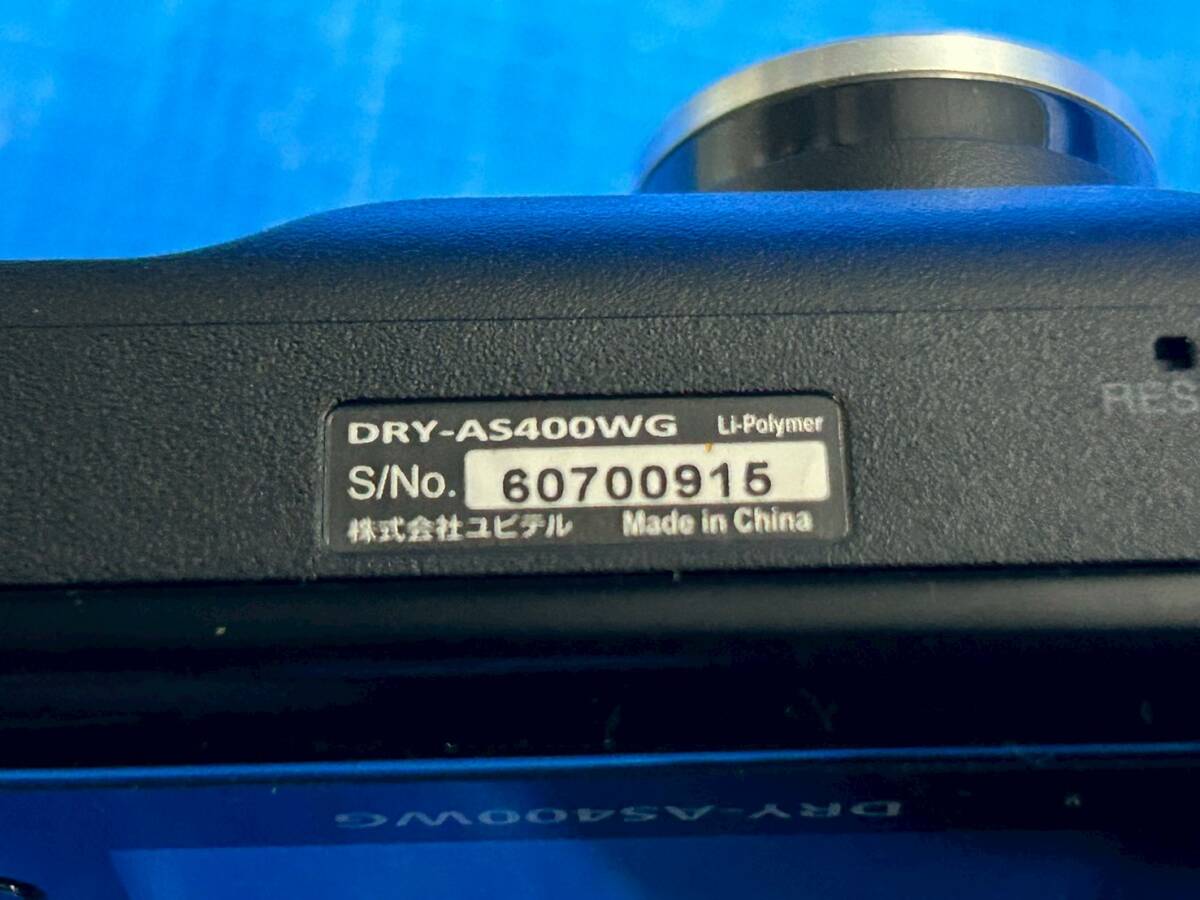 RES
DRY-AS400WG Li-Polymer
S/No. 60700915
株式会社ユピテル Made in China
DRY-AS400WG